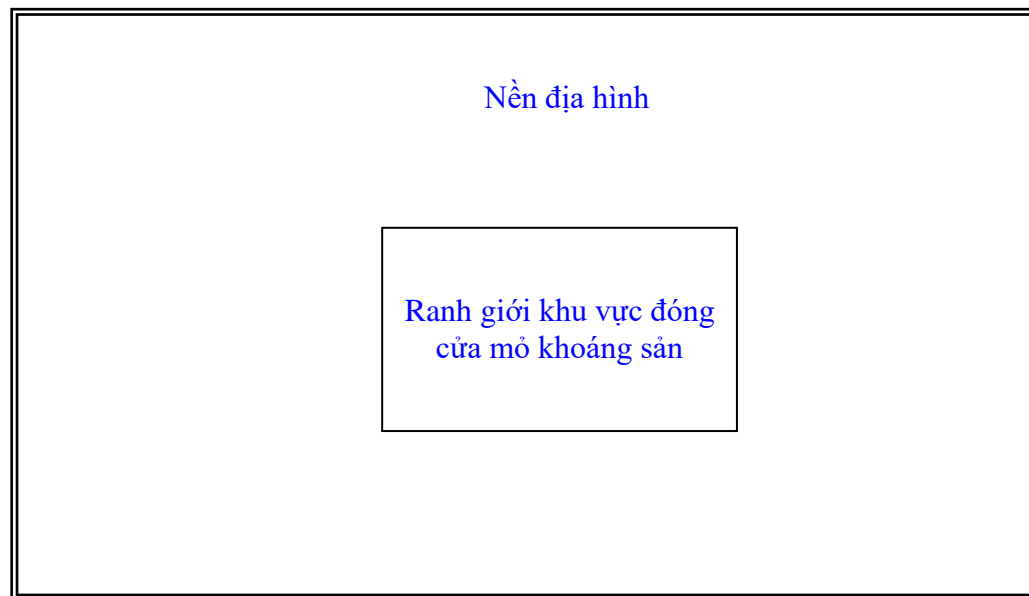 Nền địa hình
Ranh giới khu vực đóng
cửa mỏ khoáng sản